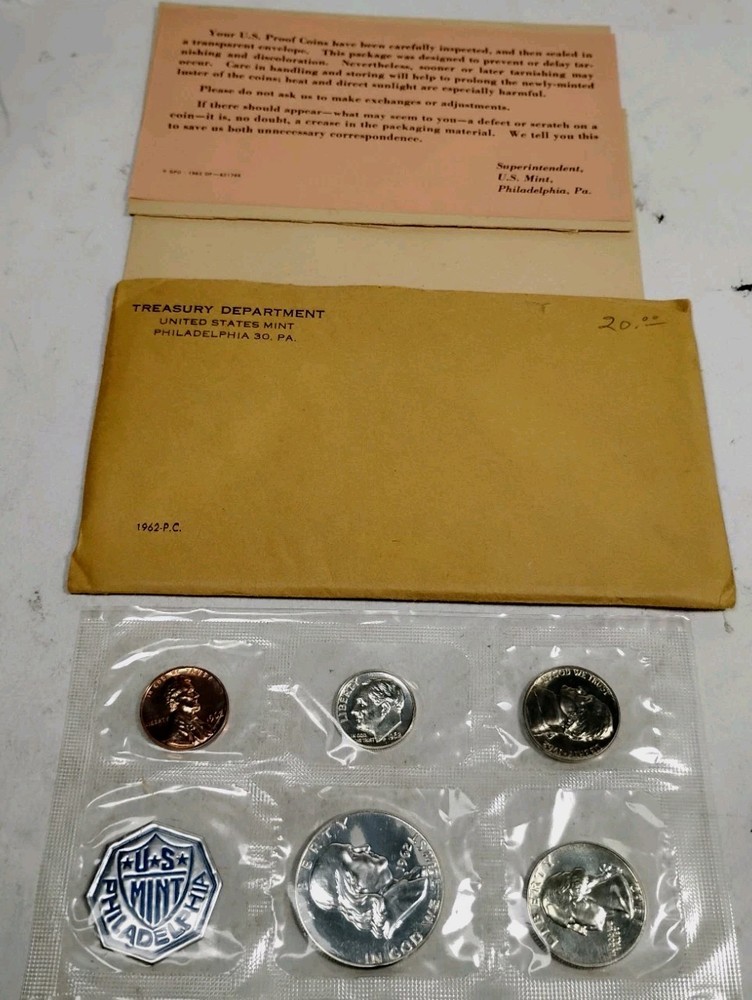 Your U.S. Proof Coins have been carefully inspected, and then sealed in
a transparent envelope. This package was designed to prevent or delay tar-
nishing and discoloration. Nevertheless, sooner or later tarnishing may
occur. Care in handling and storing will help to prolong the newly-minted
luster of the coins; heat and direct sunlight are especially harmful.
Please do not ask us to make exchanges or adjustments.
If there should appear—what may seem to you—a defect or scratch on a
coin—it is, no doubt, a crease in the packaging material. We tell you this
to save us both unnecessary correspondence.
Superintendent,
U.S. Mint,
Philadelphia, Pa.
TREASURY DEPARTMENT
UNITED STATES MINT
PHILADELPHIA 30, PA.
20.00
1962-P.C.
LIBERTY
IN GOD WE TRUST
U★S
MINT
PHILADELPHIA
BERTY
1962
IN GOD WE
LIBERTY